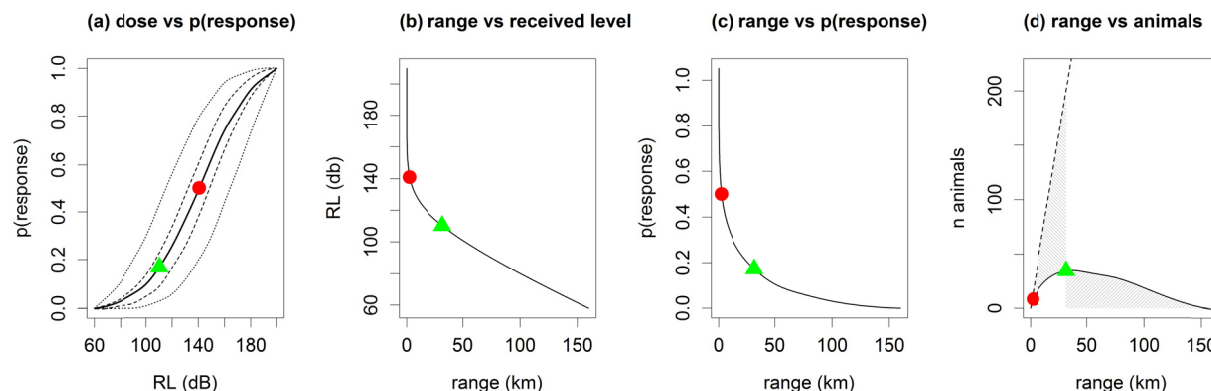 (a) dose vs p(response)
1.0
0.8
0.6
0.4
0.2
0.0
p(response)
60 100 140 180
RL (dB)
(b) range vs received level
180
140
100
60
RL (db)
0 50 100 150
range (km)
(c) range vs p(response)
1.0
0.8
0.6
0.4
0.2
0.0
p(response)
0 50 100 150
range (km)
(d) range vs animals
200
100
0
n animals
0 50 100 150
range (km)